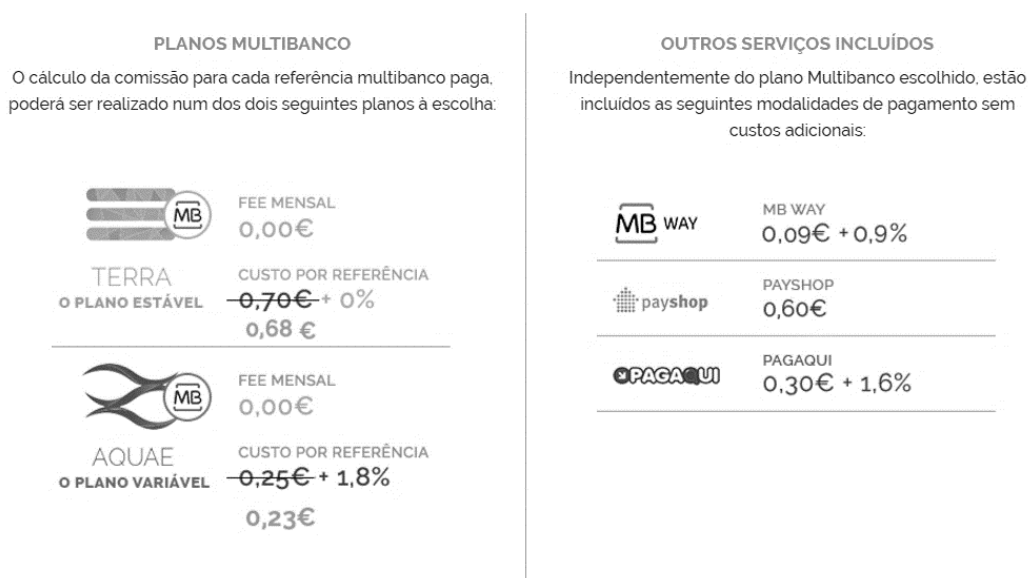 PLANOS MULTIBANCO
O cálculo da comissão para cada referência multibanco paga,
poderá ser realizado num dos dois seguintes planos à escolha:
MB
FEE MENSAL
0,00€
TERRA
O PLANO ESTÁVEL
CUSTO POR REFERÊNCIA
0,70€ + 0%
0,68 €
MB
FEE MENSAL
0,00€
AQUAE
O PLANO VARIÁVEL
CUSTO POR REFERÊNCIA
0,25€ + 1,8%
0,23€
OUTROS SERVIÇOS INCLUÍDOS
Independentemente do plano Multibanco escolhido, estão
incluídos as seguintes modalidades de pagamento sem
custos adicionais:
MB WAY
MB WAY
0,09€ + 0,9%
payshop
PAYSHOP
0,60€
PAGAQUI
PAGAQUI
0,30€ + 1,6%